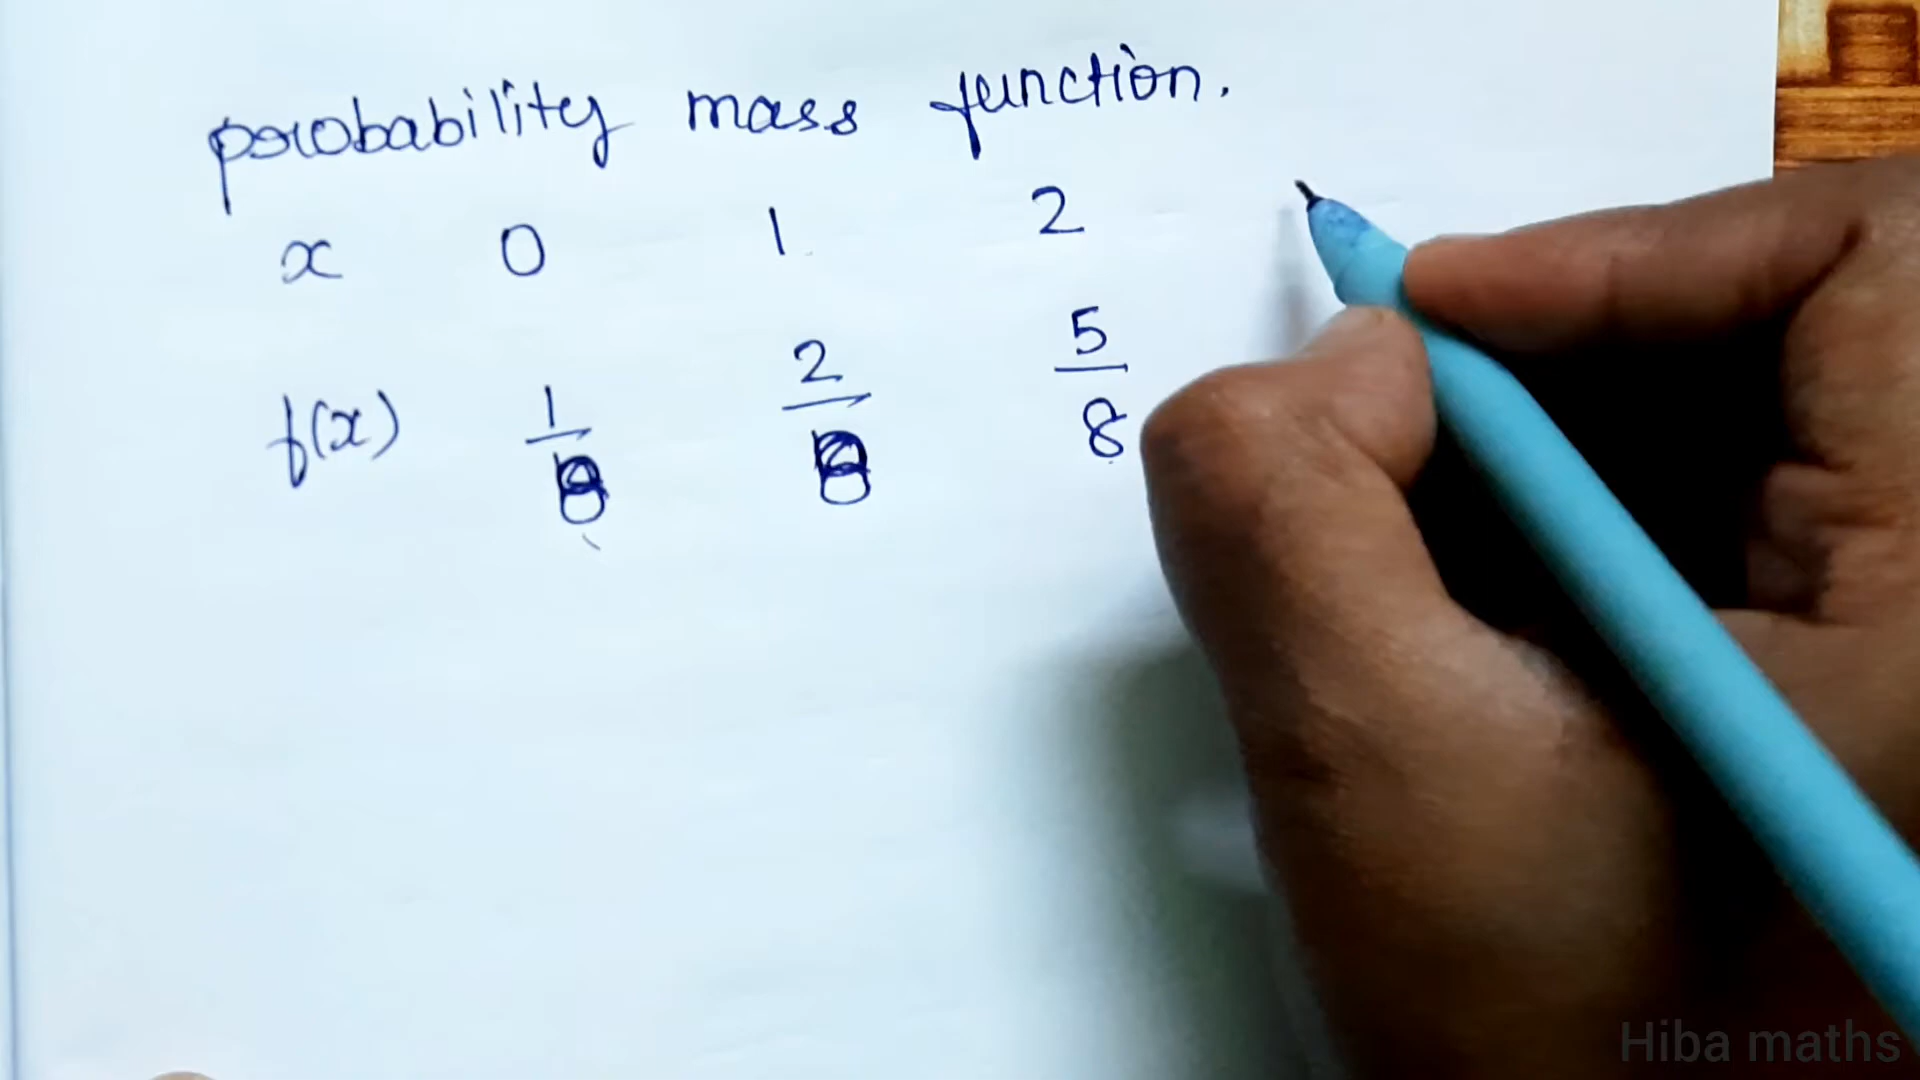 probability mass function.
x 0 1 2
f(x) 1/8 2/8 5/8
Hiba maths